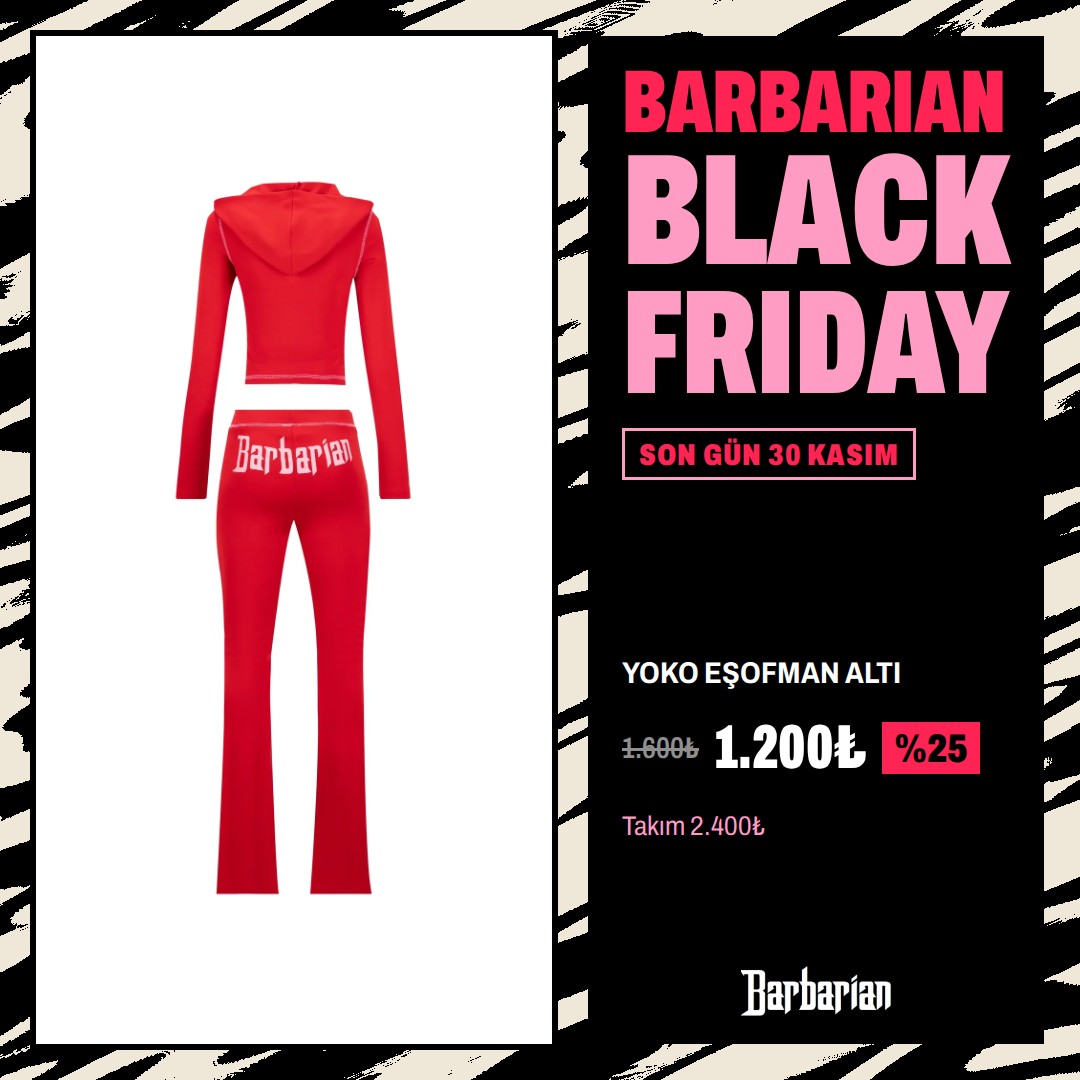 Barbarian
BARBARIAN
BLACK
FRIDAY
SON GÜN 30 KASIM
YOKO EŞOFMAN ALTI
1.600₺ 1.200₺ %25
Takım 2.400₺
Barbarian